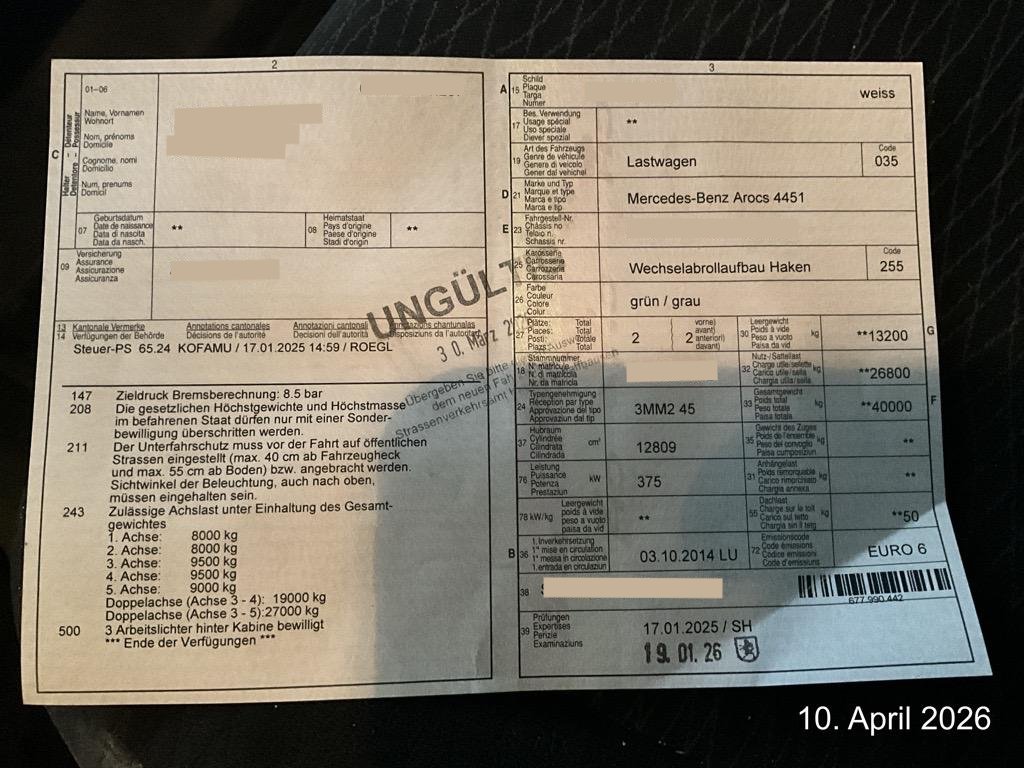 2
01–06
Name, Vornamen
Wohnort
Nom, prénoms
Domicile
Cognome, nomi
Domicilio
Num, prenums
Domicil
C
Halter – Détenteur
Detentore – Possessur
07
Geburtsdatum
Date de naissance
Data di nascita
Data da nasch.
**
08
Heimatstaat
Pays d'origine
Paese d'origine
Stadi d'origin
**
09
Versicherung
Assurance
Assicurazione
Assicuranza
13
14
Kantonale Vermerke
Verfügungen der Behörde
Annotations cantonales
Décisions de l'autorité
Annotazioni cantonali
Decisioni dell'autorità
Annotaziuns chantunalas
Disposiziuns da l'autoritad
Steuer-PS 65.24 KOFAMU / 17.01.2025 14:59 / ROEGL
UNGÜLT
30. März 20
Übergeben Sie bitte
dem neuen
Strassenverkehrsamt
147 Zieldruck Bremsberechnung: 8.5 bar
208 Die gesetzlichen Höchstgewichte und Höchstmasse
im befahrenen Staat dürfen nur mit einer Sonder-
bewilligung überschritten werden.
211 Der Unterfahrschutz muss vor der Fahrt auf öffentlichen
Strassen eingestellt (max. 40 cm ab Fahrzeugheck
und max. 55 cm ab Boden) bzw. angebracht werden.
Sichtwinkel der Beleuchtung, auch nach oben,
müssen eingehalten sein.
243 Zulässige Achslast unter Einhaltung des Gesamt-
gewichtes
1. Achse: 8000 kg
2. Achse: 8000 kg
3. Achse: 9500 kg
4. Achse: 9500 kg
5. Achse: 9000 kg
Doppelachse (Achse 3 - 4): 19000 kg
Doppelachse (Achse 3 - 5):27000 kg
500 3 Arbeitslichter hinter Kabine bewilligt
*** Ende der Verfügungen ***
3
A 15
Schild
Plaque
Targa
Numer
weiss
17
Bes. Verwendung
Usage spécial
Uso speciale
Diever spezial
**
19
Art des Fahrzeugs
Genre de véhicule
Genere di veicolo
Gener dal vehichel
Lastwagen
Code
035
D 21
Marke und Typ
Marque et type
Marca e tipo
Marca e tip
Mercedes-Benz Arocs 4451
E 23
Fahrgestell-Nr.
Châssis no
Telaio n.
Schassis nr.
25
Karosserie
Carrosserie
Carrozzeria
Carossaria
Wechselabrollaufbau Haken
Code
255
26
Farbe
Couleur
Colore
Colur
grün / grau
27
Plätze: Total
Places: Total
Posti: Totale
Plazs: Total
2
2
vorne)
avant)
anteriori)
davant)
30
Leergewicht
Poids à vide
Peso a vuoto
Paisa da vid
kg
**13200
G
18
Stammnummer
N° matricule
N. di matricola
Nr. da matricla
32
Nutz-/Sattellast
Charge utile/sellette
Carico utile/sella
Chargia utila/sella
kg
**26800
24
Typengenehmigung
Réception par type
Approvazione del tipo
Approvaziun dal tip
3MM2 45
33
Gesamtgewicht
Poids total
Peso totale
Paisa totala
kg
**40000
F
37
Hubraum
Cylindrée
Cilindrata
Cilindrada
cm³
12809
35
Gewicht des Zuges
Poids de l'ensemble
Peso del convoglio
Paisa cumposiziun
kg
**
76
Leistung
Puissance
Potenza
Prestaziun
kW
375
31
Anhängelast
Poids remorquable
Carico rimorchiato
Chargia annexa
kg
**
78 kW/kg
Leergewicht
poids à vide
peso a vuoto
paisa da vid
**
55
Dachlast
Charge sur le toit
Carico sul tetto
Chargia sin il tetg
kg
**50
B 36
1. Inverkehrsetzung
1re mise en circulation
1a messa in circolazione
1. entrada en circulaziun
03.10.2014 LU
72
Emissionscode
Code émissions
Codice emissioni
Code d'emissiuns
EURO 6
38
677 990 442
39
Prüfungen
Expertises
Perizie
Examinaziuns
17.01.2025 / SH
19. 01. 26
10. April 2026